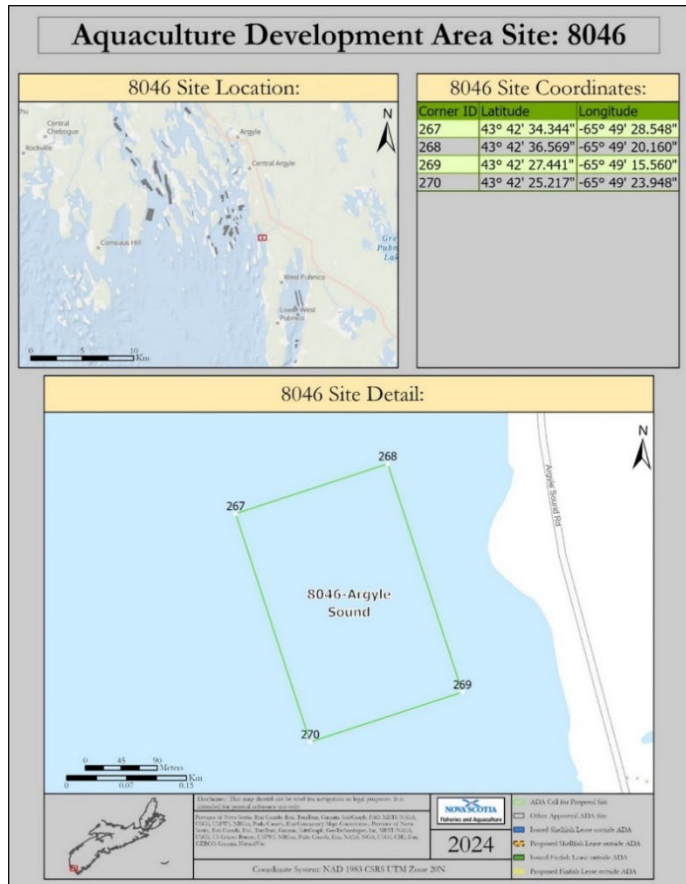 Aquaculture Development Area Site: 8046
8046 Site Location:
8046 Site Coordinates:
Corner ID Latitude Longitude
267 43° 42' 34.344" -65° 49' 28.548"
268 43° 42' 36.569" -65° 49' 20.160"
269 43° 42' 27.441" -65° 49' 15.560"
270 43° 42' 25.217" -65° 49' 23.948"
N
Central
Chebogue
Rockville
Argyle
Central Argyle
Comeaus Hill
West Pubnico
Lower West
Pubnico
0 5 10
Km
8046 Site Detail:
N
268
267
Argyle Sound Rd
8046-Argyle
Sound
269
270
0 45 90
Meters
0 0.07 0.15
Km
NOVA SCOTIA
Fisheries and Aquaculture
2024
Coordinate System: NAD 1983 CSRS UTM Zone 20N
ADA Call for Proposal Site
Other Approved ADA Site
Issued Shellfish Lease outside ADA
Proposed Shellfish Lease outside ADA
Issued Finfish Lease outside ADA
Proposed Finfish Lease outside ADA